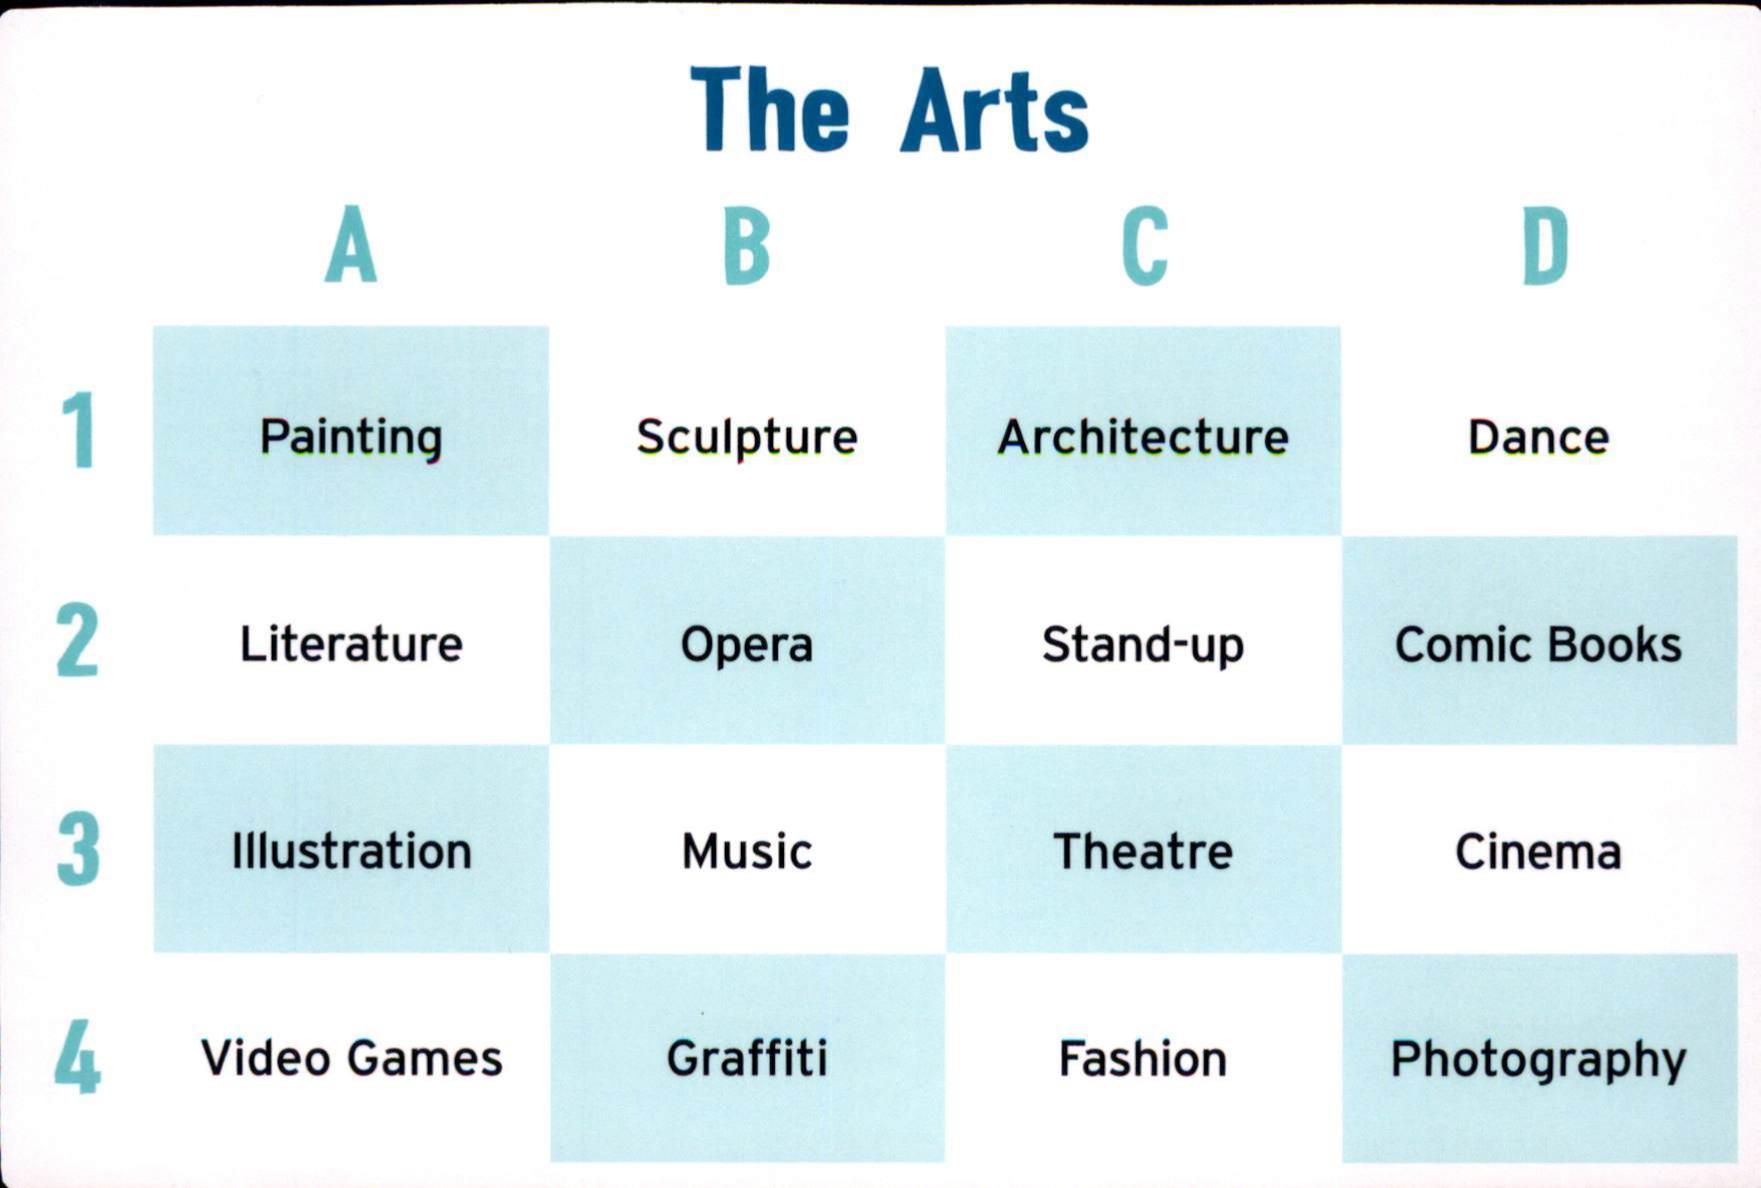 The Arts
A B C D
1 Painting Sculpture Architecture Dance
2 Literature Opera Stand-up Comic Books
3 Illustration Music Theatre Cinema
4 Video Games Graffiti Fashion Photography